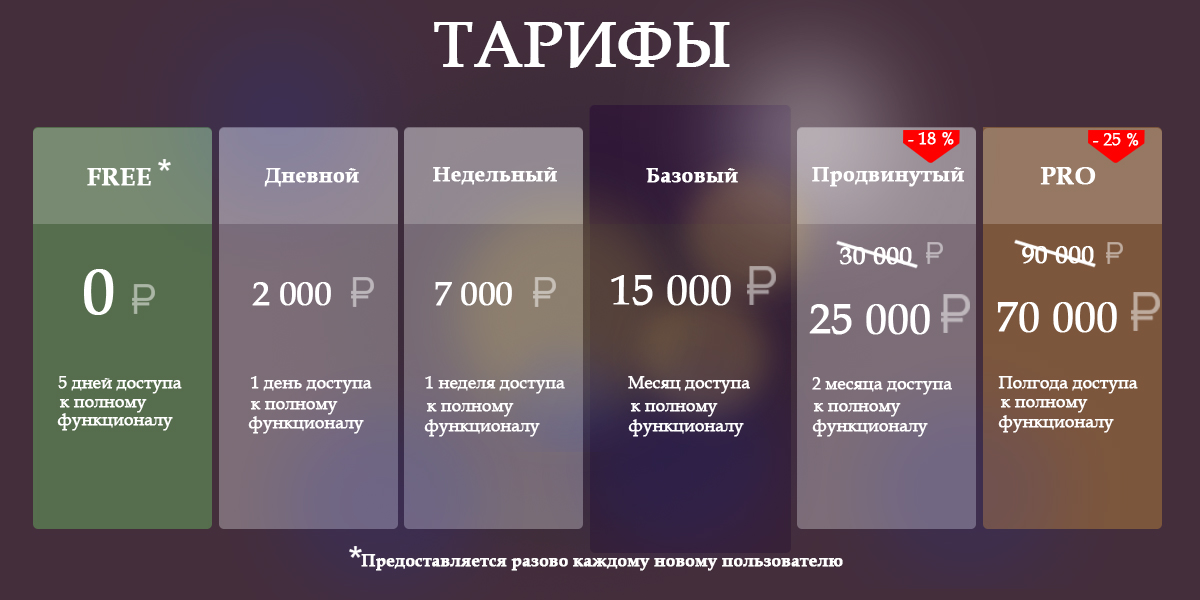 ТАРИФЫ
FREE *
0 ₽
5 дней доступа
к полному
функционалу
Дневной
2 000 ₽
1 день доступа
к полному
функционалу
Недельный
7 000 ₽
1 неделя доступа
к полному
функционалу
Базовый
15 000 ₽
Месяц доступа
к полному
функционалу
- 18 %
Продвинутый
30 000 ₽
25 000 ₽
2 месяца доступа
к полному
функционалу
- 25 %
PRO
90 000 ₽
70 000 ₽
Полгода доступа
к полному
функционалу
*Предоставляется разово каждому новому пользователю